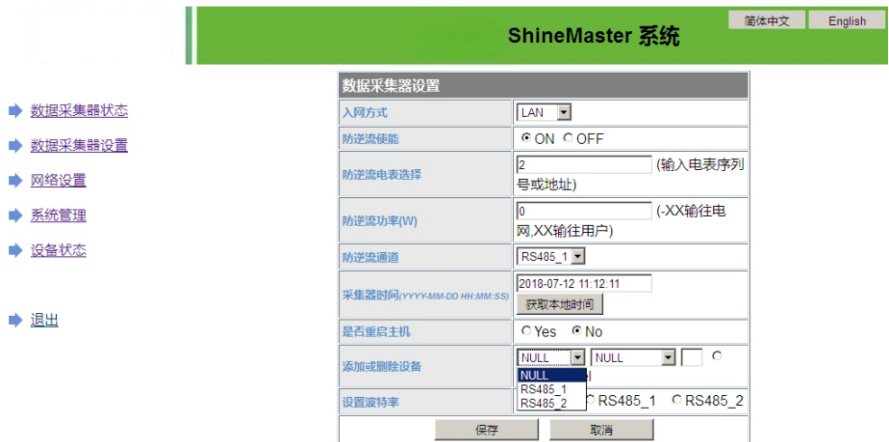 简体中文 English
ShineMaster 系统
数据采集器状态
数据采集器设置
网络设置
系统管理
设备状态
退出
数据采集器设置
入网方式 LAN
防逆流使能 ON OFF
防逆流电表选择 2 (输入电表序列
号或地址)
防逆流功率(W) 0 (-XX输往电
网,XX输往用户)
防逆流通道 RS485_1
采集器时间(YYYY-MM-DD HH:MM:SS) 2018-07-12 11:12:11
获取本地时间
是否重启主机 Yes No
添加或删除设备 NULL NULL
NULL
RS485_1
RS485_2
设置波特率 RS485_1 RS485_2
保存 取消